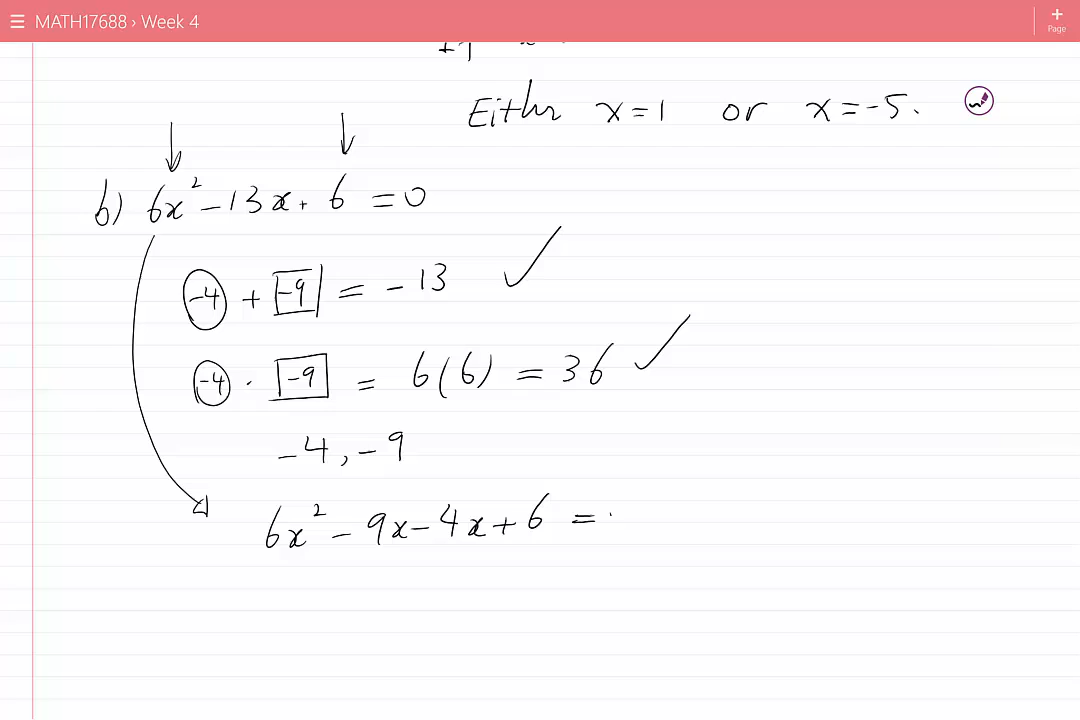 MATH17688 › Week 4
Page
Either x=1 or x=-5.
b) 6x² - 13x + 6 = 0
-4 + -9 = -13 ✓
-4 · -9 = 6(6) = 36 ✓
-4, -9
6x² - 9x - 4x + 6 =